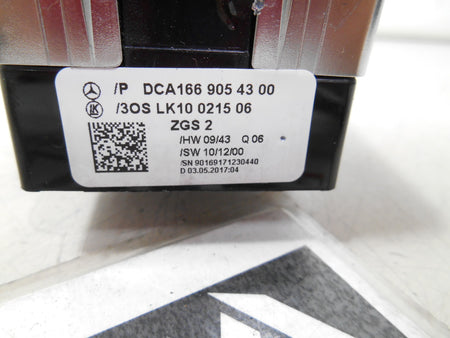 /P DCA166 905 43 00
LK /3OS LK10 0215 06
ZGS 2
/HW 09/43 Q 06
/SW 10/12/00
/SN 90169171230440
D 03.05.2017:04